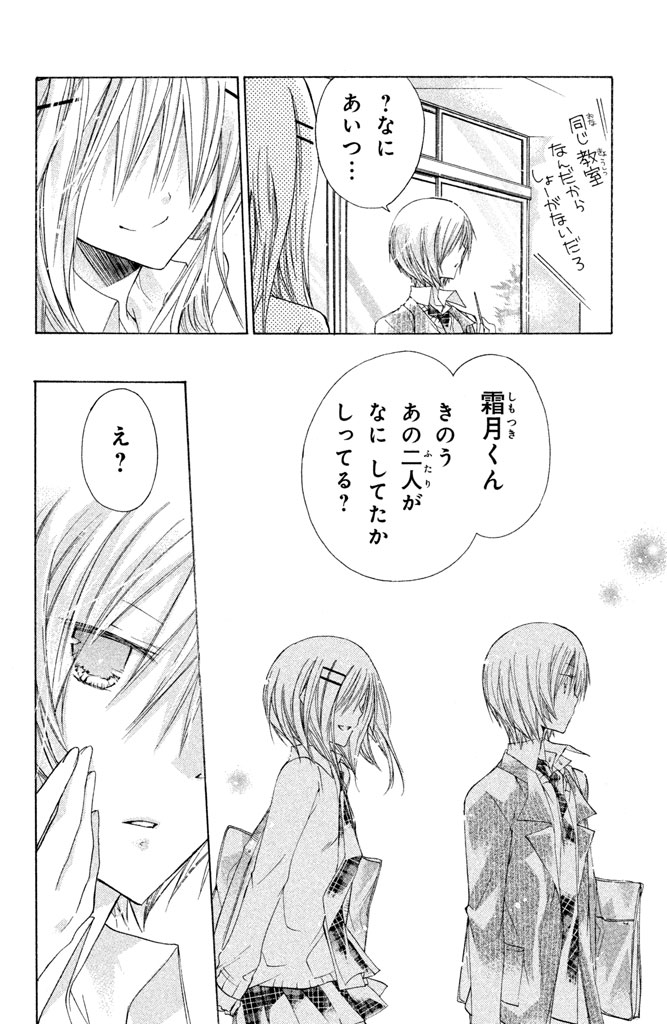 同じ教室
なんだから
しょーがないだろ
？なに
あいつ…
霜月くん
きのう
あの二人が
なに してたか
しってる？
え？